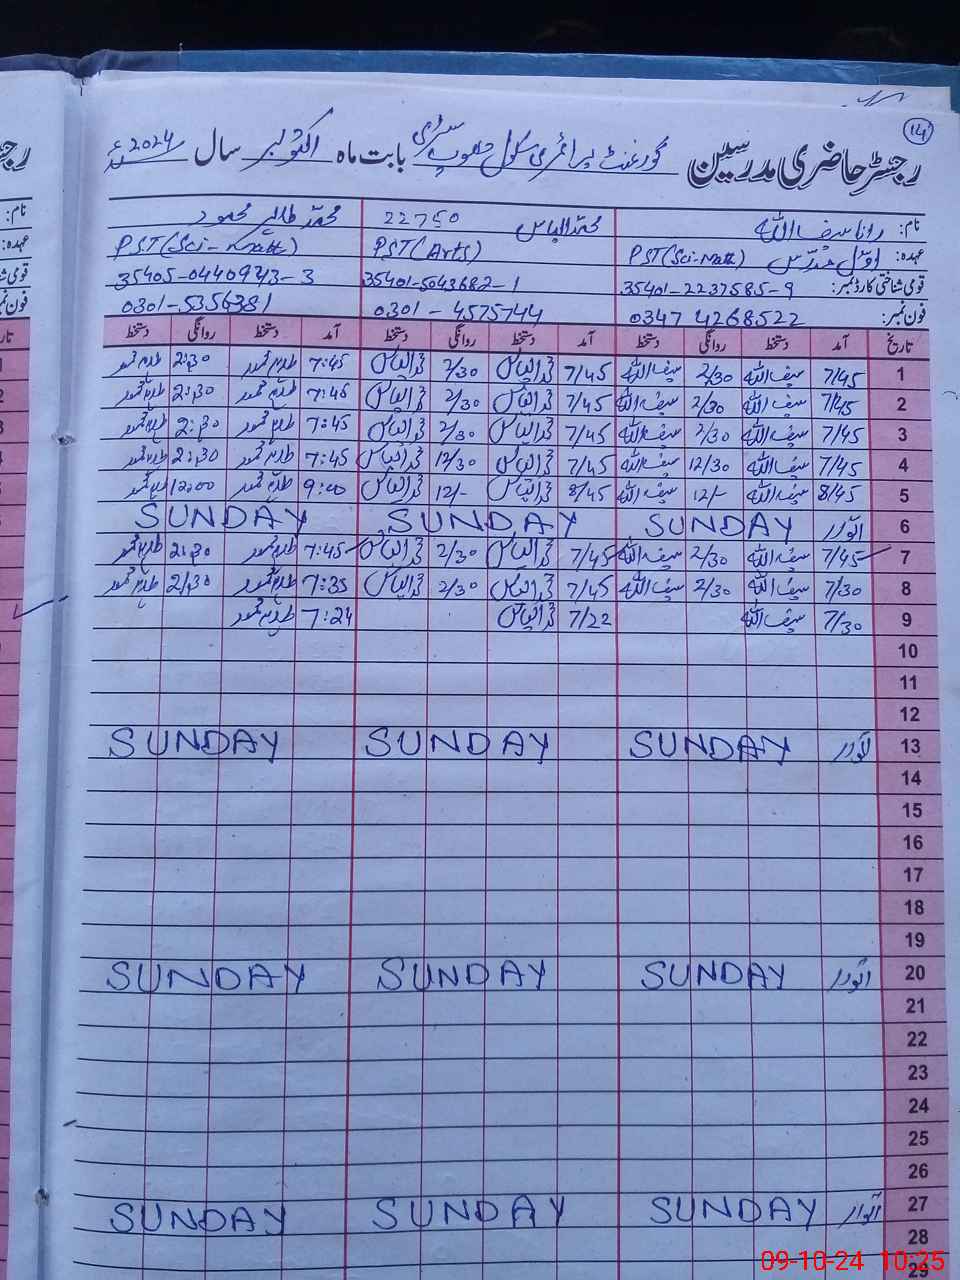 14
رجسٹر حاضری مدرسین گورنمنٹ پرائمری سکول بابت ماہ اکتوبر سال 2024ء
نام: رانا سیف اللہ محمد الیاس 22750 محمد طاہر محمود
عہدہ: اول مدرس PST(Sci-Math) PST(Arts) PST(Sci-Math)
قومی شناختی کارڈ نمبر: 35401-2237585-9 35401-5043682-1 35405-0440943-3
فون نمبر: 0347 4268522 0301-4575744 0301-5356381
تاریخ آمد دستخط روانگی دستخط آمد دستخط روانگی دستخط آمد دستخط روانگی دستخط
1 7/45 سیف اللہ 2/30 سیف اللہ 7/45 محمد الیاس 2/30 محمد الیاس 7:45 طاہر محمود 2:30 طاہر محمود
2 7/45 سیف اللہ 2/30 سیف اللہ 7/45 محمد الیاس 2/30 محمد الیاس 7:46 طاہر محمود 2:30 طاہر محمود
3 7/45 سیف اللہ 2/30 سیف اللہ 7/45 محمد الیاس 2/30 محمد الیاس 7:45 طاہر محمود 2:30 طاہر محمود
4 7/45 سیف اللہ 12/30 سیف اللہ 7/45 محمد الیاس 12/30 محمد الیاس 7:45 طاہر محمود 2:30 طاہر محمود
5 8/45 سیف اللہ 12/- سیف اللہ 8/45 محمد الیاس 12/- محمد الیاس 9:00 طاہر محمود 12:00 طاہر محمود
6 اتوار SUNDAY SUNDAY SUNDAY
7 7/45 سیف اللہ 2/30 سیف اللہ 7/45 محمد الیاس 2/30 محمد الیاس 7:45 طاہر محمود 2:30 طاہر محمود
8 7/30 سیف اللہ 2/30 سیف اللہ 7/45 محمد الیاس 2/30 محمد الیاس 7:35 طاہر محمود 2/30 طاہر محمود
9 7/30 سیف اللہ 7/22 محمد الیاس 7:24 طاہر محمود
10
11
12
13 اتوار SUNDAY SUNDAY SUNDAY
14
15
16
17
18
19
20 اتوار SUNDAY SUNDAY SUNDAY
21
22
23
24
25
26
27 اتوار SUNDAY SUNDAY SUNDAY
28
29
09-10-24 10:25